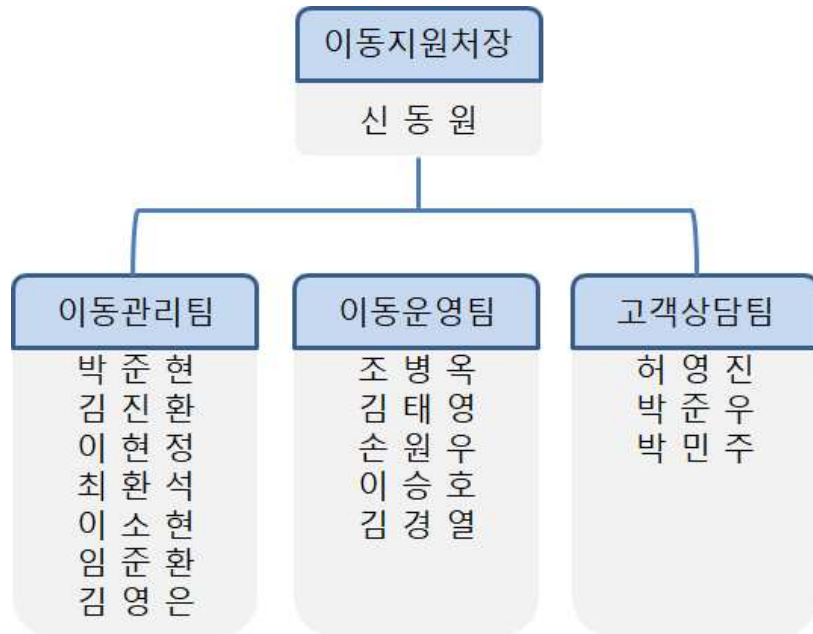 이동지원처장
신 동 원
이동관리팀
박 준 현
김 진 환
이 현 정
최 환 석
이 소 현
임 준 환
김 영 은
이동운영팀
조 병 옥
김 태 영
손 원 우
이 승 호
김 경 열
고객상담팀
허 영 진
박 준 우
박 민 주